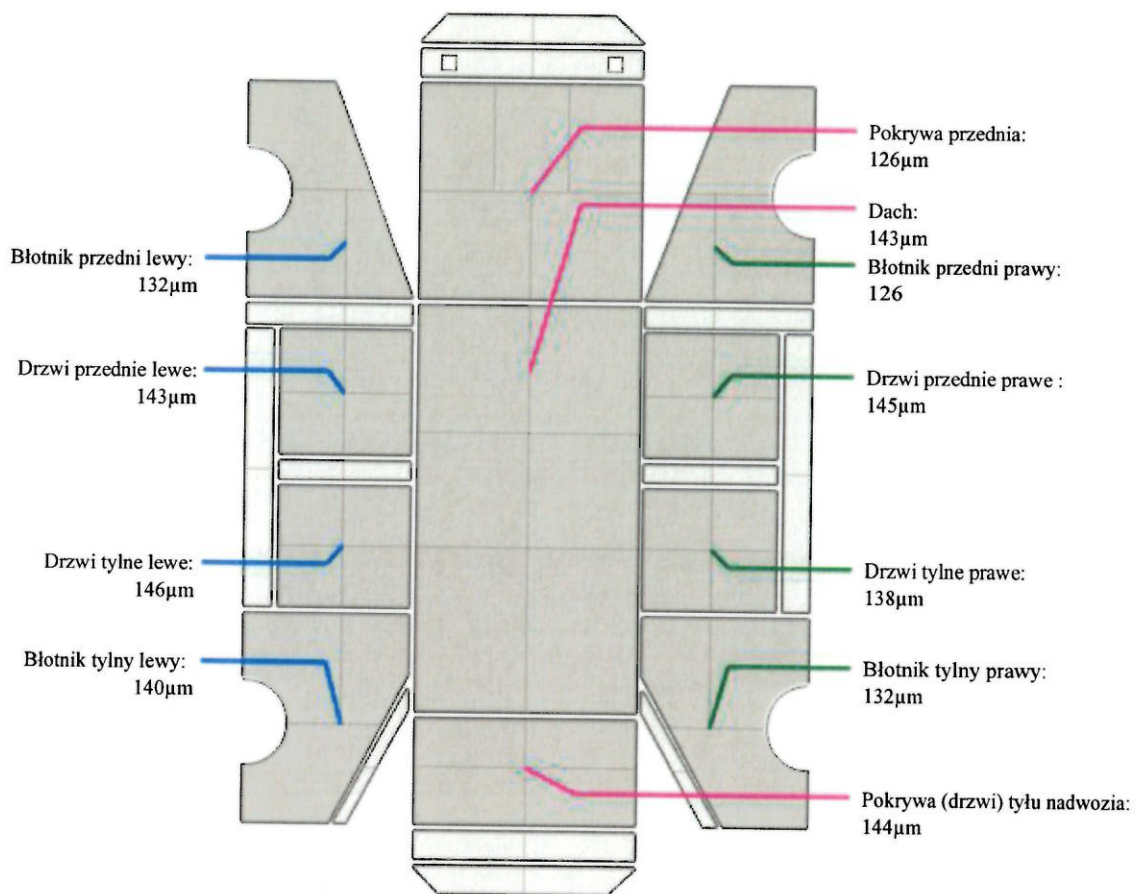 Pokrywa przednia:
126µm
Dach:
143µm
Błotnik przedni lewy:
132µm
Błotnik przedni prawy:
126
Drzwi przednie lewe:
143µm
Drzwi przednie prawe :
145µm
Drzwi tylne lewe:
146µm
Drzwi tylne prawe:
138µm
Błotnik tylny lewy:
140µm
Błotnik tylny prawy:
132µm
Pokrywa (drzwi) tyłu nadwozia:
144µm